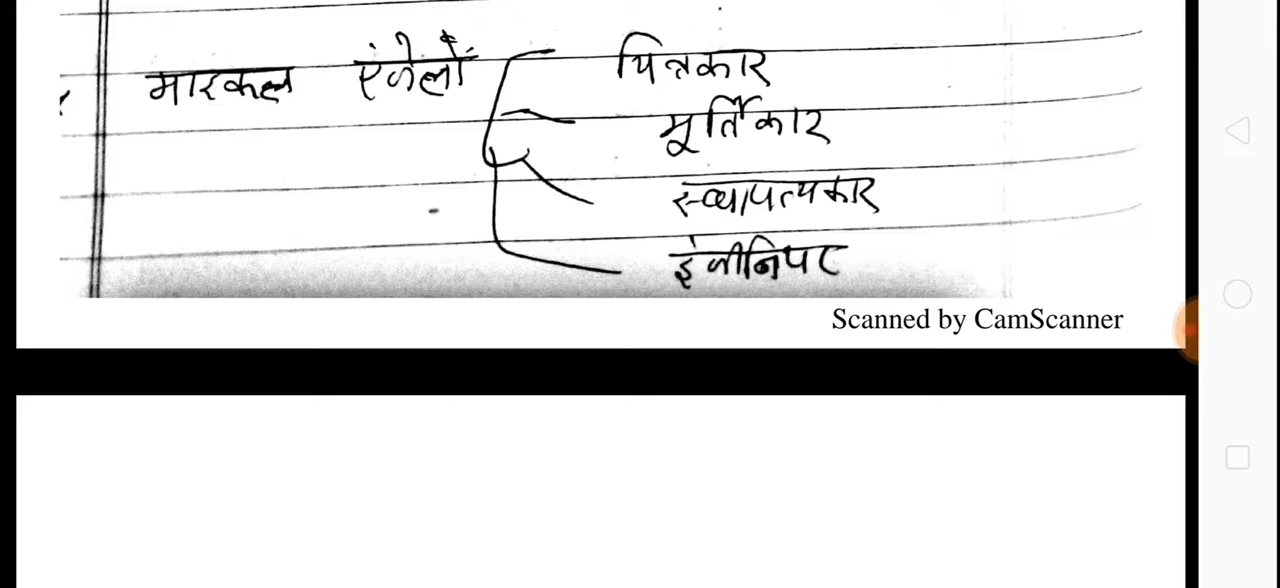 मारकल एंजेलों चित्रकार
मूर्तिकार
स्थापत्यकार
इंजीनियर
Scanned by CamScanner